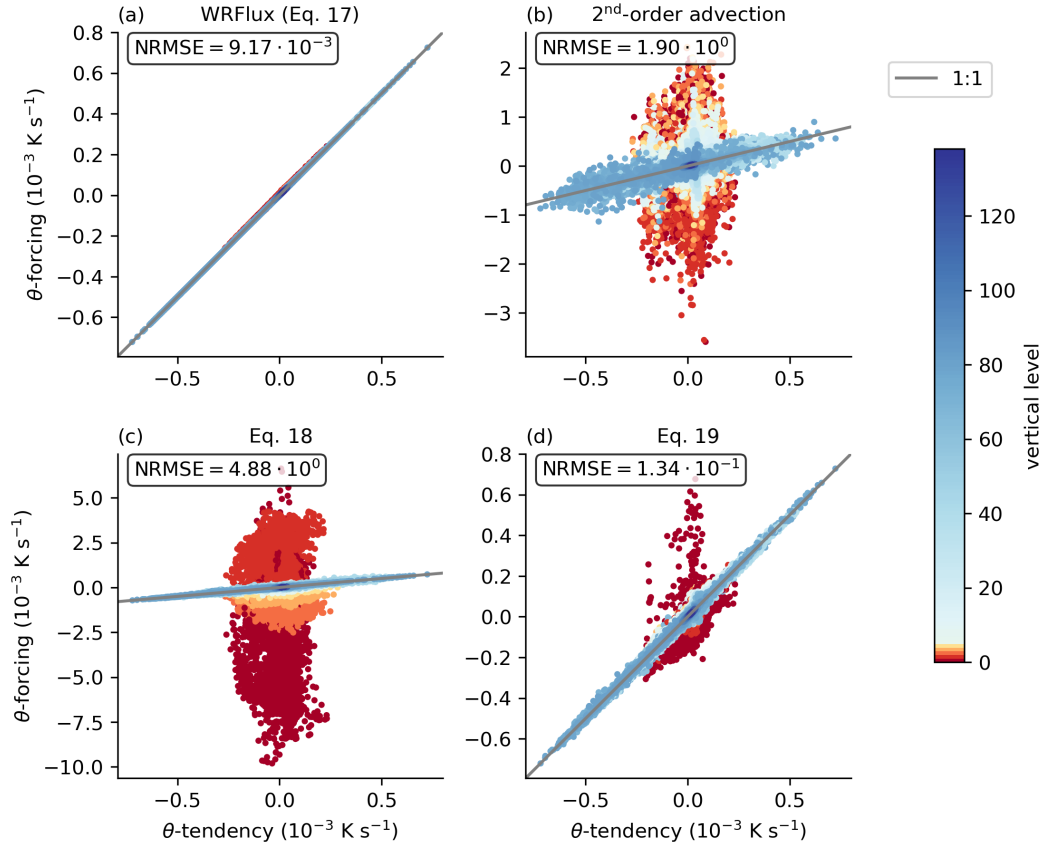 (a) WRFlux (Eq. 17)
NRMSE = 9.17 · 10⁻³
0.8
0.6
0.4
0.2
0.0
−0.2
−0.4
−0.6
θ-forcing (10⁻³ K s⁻¹)
−0.5 0.0 0.5
(b) 2ⁿᵈ-order advection
NRMSE = 1.90 · 10⁰
2
1
0
−1
−2
−3
−0.5 0.0 0.5
1:1
(c) Eq. 18
NRMSE = 4.88 · 10⁰
5.0
2.5
0.0
−2.5
−5.0
−7.5
−10.0
θ-forcing (10⁻³ K s⁻¹)
−0.5 0.0 0.5
θ-tendency (10⁻³ K s⁻¹)
(d) Eq. 19
NRMSE = 1.34 · 10⁻¹
0.8
0.6
0.4
0.2
0.0
−0.2
−0.4
−0.6
−0.5 0.0 0.5
θ-tendency (10⁻³ K s⁻¹)
120
100
80
60
40
20
0
vertical level